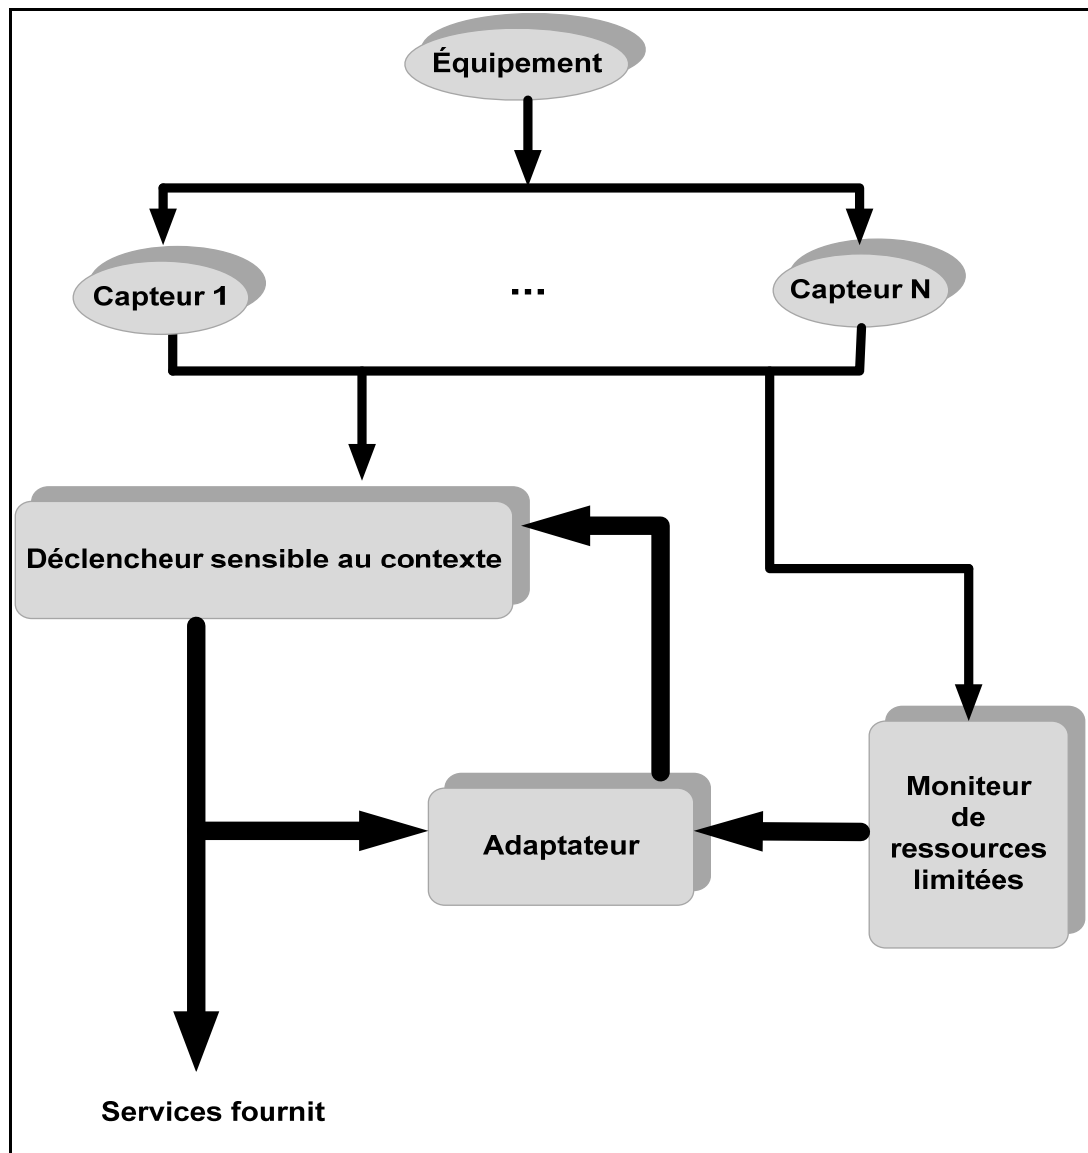 Équipement
Capteur 1
...
Capteur N
Déclencheur sensible au contexte
Moniteur
de
ressources
limitées
Adaptateur
Services fournit